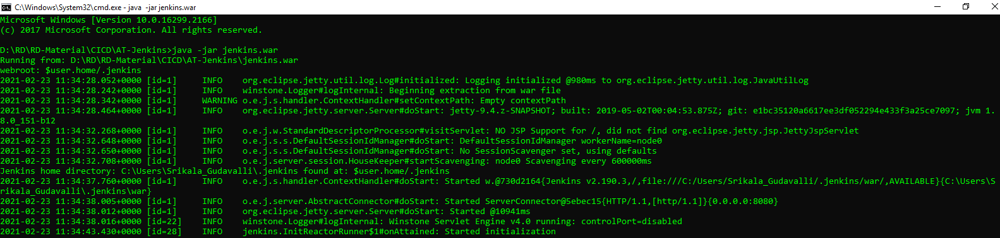 C:\Windows\System32\cmd.exe - java -jar jenkins.war
Microsoft Windows [Version 10.0.16299.2166]
(c) 2017 Microsoft Corporation. All rights reserved.
D:\RD\RD-Material\CICD\AT-Jenkins>java -jar jenkins.war
Running from: D:\RD\RD-Material\CICD\AT-Jenkins\jenkins.war
webroot: $user.home/.jenkins
2021-02-23 11:34:28.052+0000 [id=1]     INFO    org.eclipse.jetty.util.log.Log#initialized: Logging initialized @980ms to org.eclipse.jetty.util.log.JavaUtilLog
2021-02-23 11:34:28.242+0000 [id=1]     INFO    winstone.Logger#logInternal: Beginning extraction from war file
2021-02-23 11:34:28.342+0000 [id=1]     WARNING o.e.j.s.handler.ContextHandler#setContextPath: Empty contextPath
2021-02-23 11:34:28.464+0000 [id=1]     INFO    org.eclipse.jetty.server.Server#doStart: jetty-9.4.z-SNAPSHOT; built: 2019-05-02T00:04:53.875Z; git: e1bc35120a6617ee3df052294e433f3a25ce7097; jvm 1.
8.0_151-b12
2021-02-23 11:34:32.268+0000 [id=1]     INFO    o.e.j.w.StandardDescriptorProcessor#visitServlet: NO JSP Support for /, did not find org.eclipse.jetty.jsp.JettyJspServlet
2021-02-23 11:34:32.648+0000 [id=1]     INFO    o.e.j.s.s.DefaultSessionIdManager#doStart: DefaultSessionIdManager workerName=node0
2021-02-23 11:34:32.650+0000 [id=1]     INFO    o.e.j.s.s.DefaultSessionIdManager#doStart: No SessionScavenger set, using defaults
2021-02-23 11:34:32.708+0000 [id=1]     INFO    o.e.j.server.session.HouseKeeper#startScavenging: node0 Scavenging every 600000ms
Jenkins home directory: C:\Users\Srikala_Gudavalli\.jenkins found at: $user.home/.jenkins
2021-02-23 11:34:37.760+0000 [id=1]     INFO    o.e.j.s.handler.ContextHandler#doStart: Started w.@730d2164{Jenkins v2.190.3,/,file:///C:/Users/Srikala_Gudavalli/.jenkins/war/,AVAILABLE}{C:\Users\S
rikala_Gudavalli\.jenkins\war}
2021-02-23 11:34:38.005+0000 [id=1]     INFO    o.e.j.server.AbstractConnector#doStart: Started ServerConnector@5ebec15{HTTP/1.1,[http/1.1]}{0.0.0.0:8080}
2021-02-23 11:34:38.012+0000 [id=1]     INFO    org.eclipse.jetty.server.Server#doStart: Started @10941ms
2021-02-23 11:34:38.016+0000 [id=22]    INFO    winstone.Logger#logInternal: Winstone Servlet Engine v4.0 running: controlPort=disabled
2021-02-23 11:34:43.430+0000 [id=28]    INFO    jenkins.InitReactorRunner$1#onAttained: Started initialization